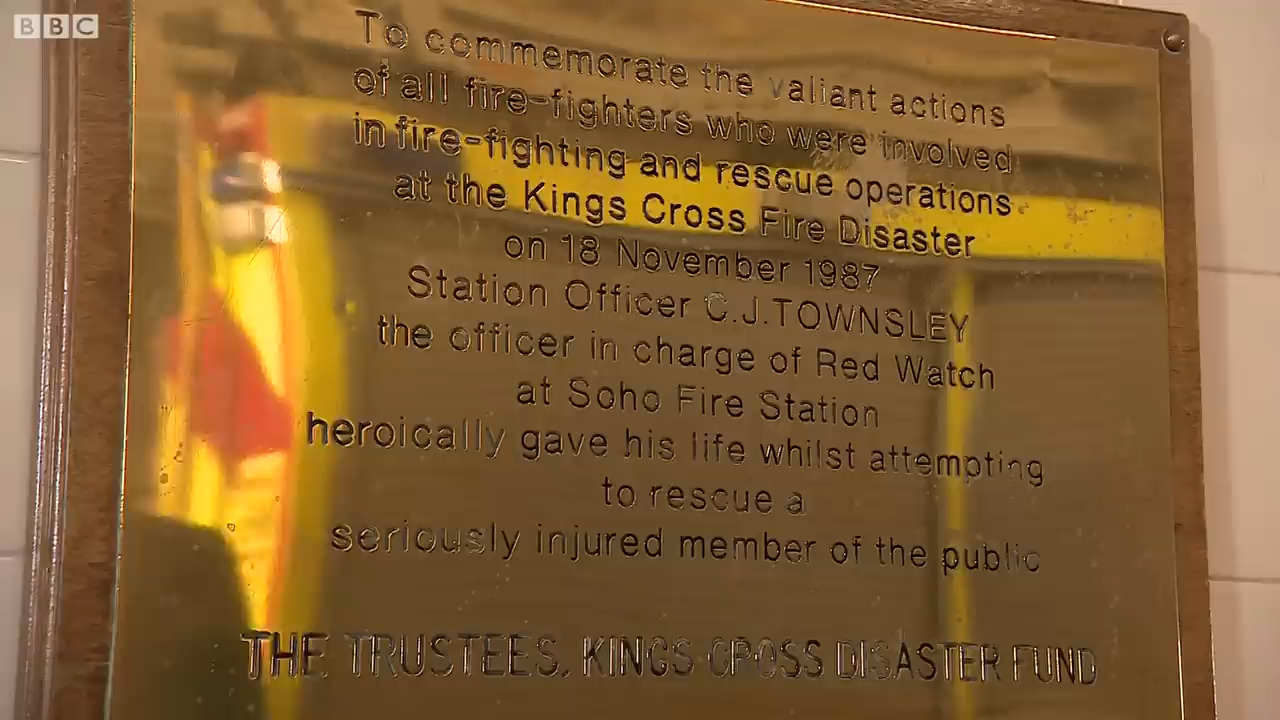 BBC
To commemorate the valiant actions
of all fire-fighters who were involved
in fire-fighting and rescue operations
at the Kings Cross Fire Disaster
on 18 November 1987
Station Officer C.J.TOWNSLEY
the officer in charge of Red Watch
at Soho Fire Station
heroically gave his life whilst attempting
to rescue a
seriously injured member of the public
THE TRUSTEES. KINGS CROSS DISASTER FUND